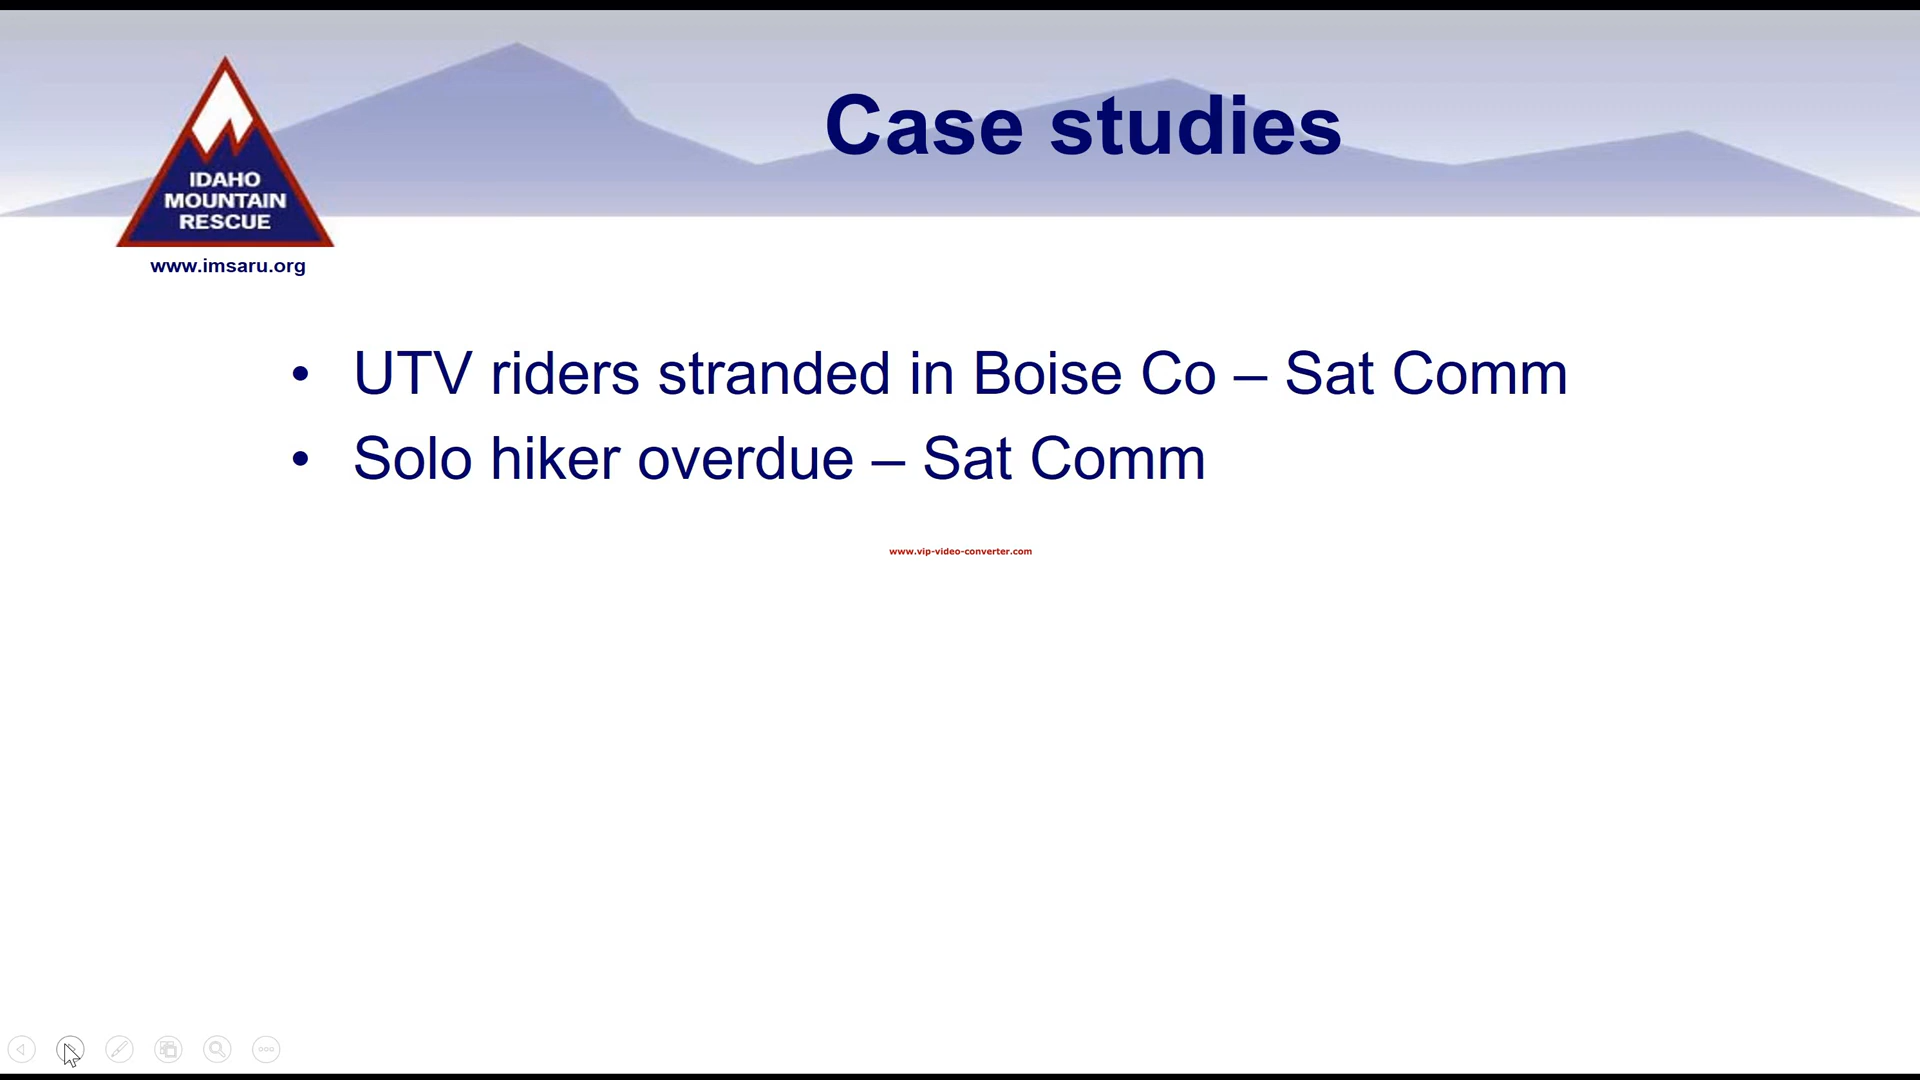 Case studies
IDAHO
MOUNTAIN
RESCUE
www.imsaru.org
• UTV riders stranded in Boise Co – Sat Comm
• Solo hiker overdue – Sat Comm
www.vip-video-converter.com